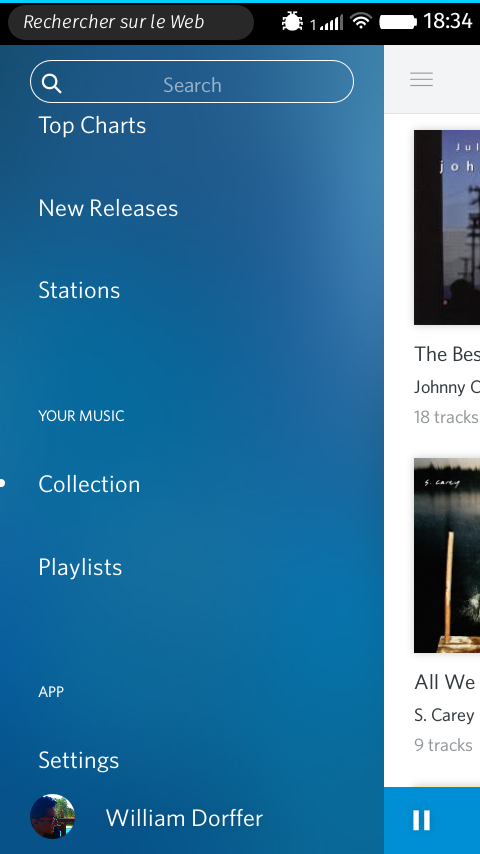 Rechercher sur le Web
1
18:34
Search
Top Charts
New Releases
Stations
YOUR MUSIC
Collection
Playlists
APP
Settings
William Dorffer
Jul
joh
The Bes
Johnny C
18 tracks
s. carey
All We
S. Carey
9 tracks